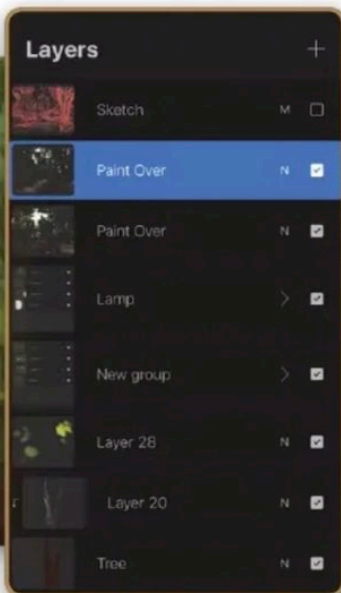 Layers
Sketch M
Paint Over N
Paint Over N
Lamp
New group
Layer 28 N
Layer 20 N
Tree N